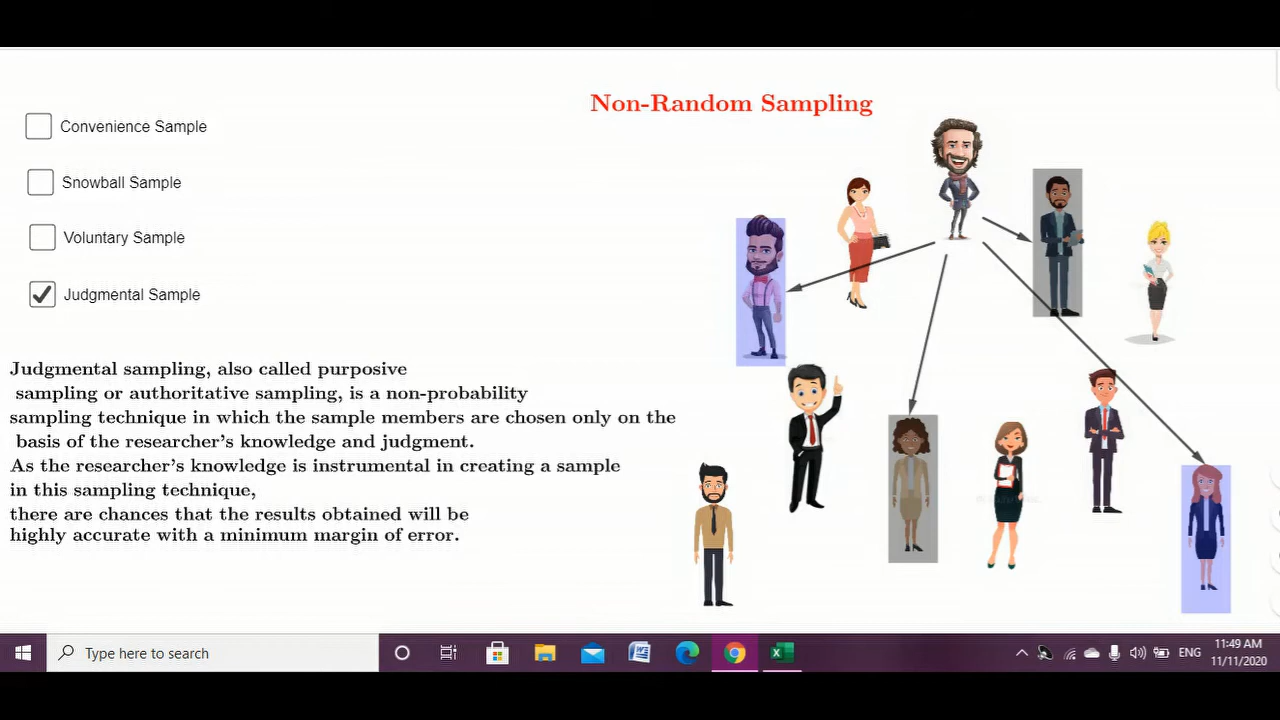 Non-Random Sampling
Convenience Sample
Snowball Sample
Voluntary Sample
Judgmental Sample
Judgmental sampling, also called purposive
sampling or authoritative sampling, is a non-probability
sampling technique in which the sample members are chosen only on the
basis of the researcher's knowledge and judgment.
As the researcher's knowledge is instrumental in creating a sample
in this sampling technique,
there are chances that the results obtained will be
highly accurate with a minimum margin of error.
Type here to search
ENG
11:49 AM
11/11/2020